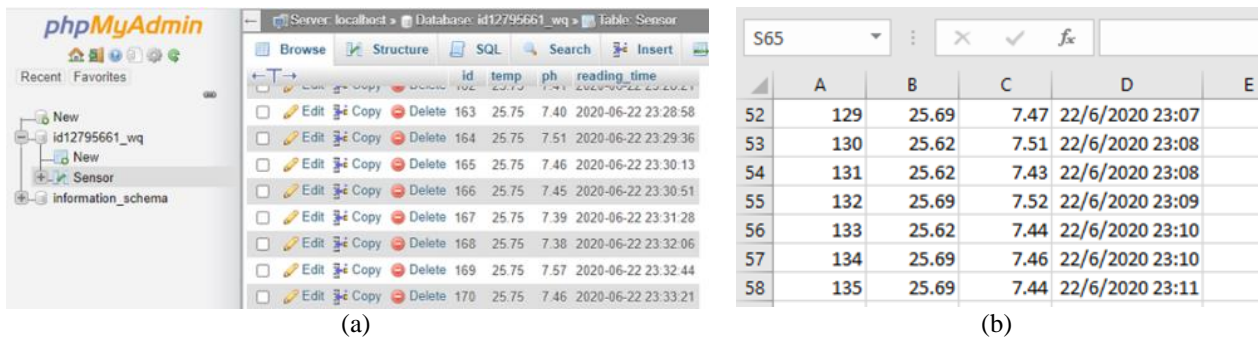 phpMyAdmin
Recent Favorites
New
id12795661_wq
New
Sensor
information_schema
Server: localhost » Database: id12795661_wq » Table: Sensor
Browse Structure SQL Search Insert
id temp ph reading_time
Edit Copy Delete 163 25.75 7.40 2020-06-22 23:28:58
Edit Copy Delete 164 25.75 7.51 2020-06-22 23:29:36
Edit Copy Delete 165 25.75 7.46 2020-06-22 23:30:13
Edit Copy Delete 166 25.75 7.45 2020-06-22 23:30:51
Edit Copy Delete 167 25.75 7.39 2020-06-22 23:31:28
Edit Copy Delete 168 25.75 7.38 2020-06-22 23:32:06
Edit Copy Delete 169 25.75 7.57 2020-06-22 23:32:44
Edit Copy Delete 170 25.75 7.46 2020-06-22 23:33:21
(a)
S65 fx
A B C D E
52 129 25.69 7.47 22/6/2020 23:07
53 130 25.62 7.51 22/6/2020 23:08
54 131 25.62 7.43 22/6/2020 23:08
55 132 25.69 7.52 22/6/2020 23:09
56 133 25.62 7.44 22/6/2020 23:10
57 134 25.69 7.46 22/6/2020 23:10
58 135 25.69 7.44 22/6/2020 23:11
(b)